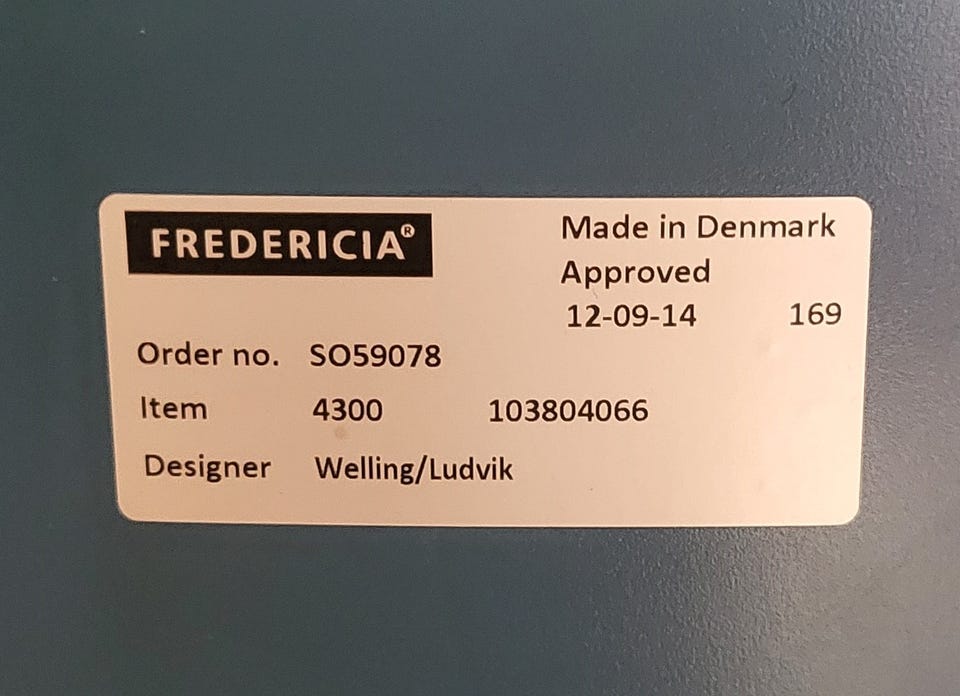 FREDERICIA®
Made in Denmark
Approved
12-09-14 169
Order no. SO59078
Item 4300 103804066
Designer Welling/Ludvik